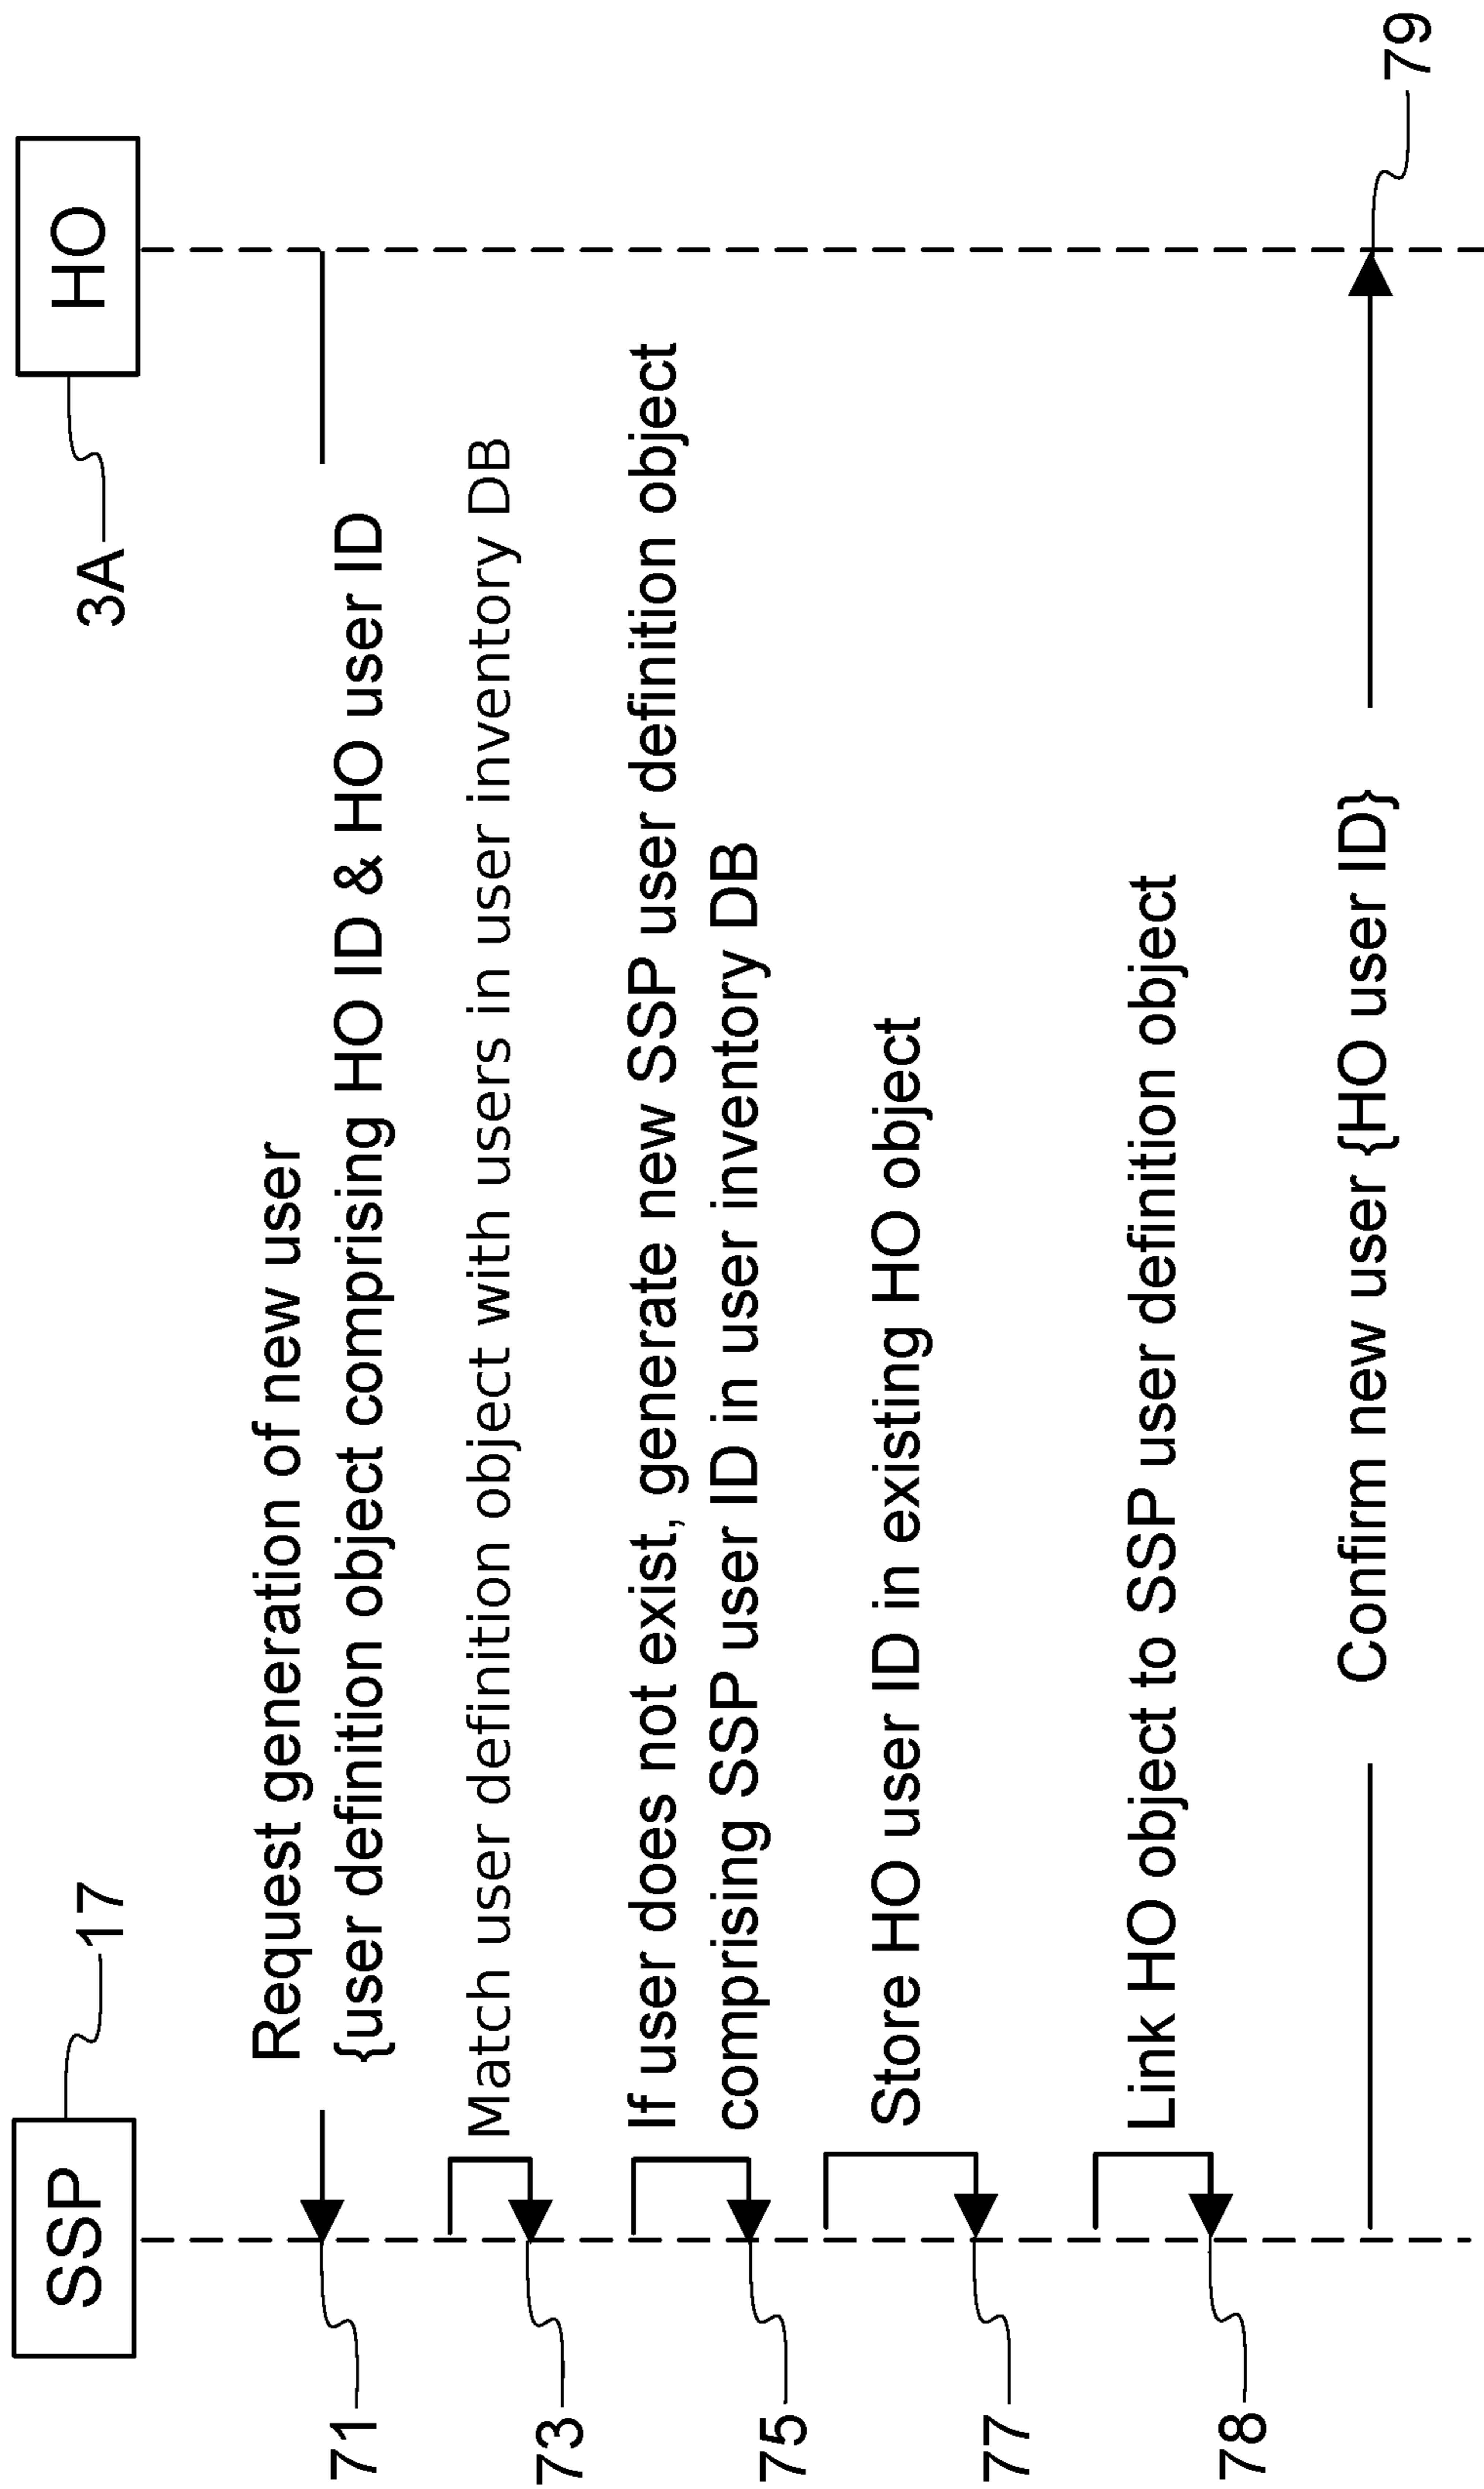 SSP
17
3A
HO
Request generation of new user
{user definition object comprising HO ID & HO user ID
71
Match user definition object with users in user inventory DB
73
If user does not exist, generate new SSP user definition object
comprising SSP user ID in user inventory DB
75
Store HO user ID in existing HO object
77
Link HO object to SSP user definition object
78
Confirm new user {HO user ID}
79